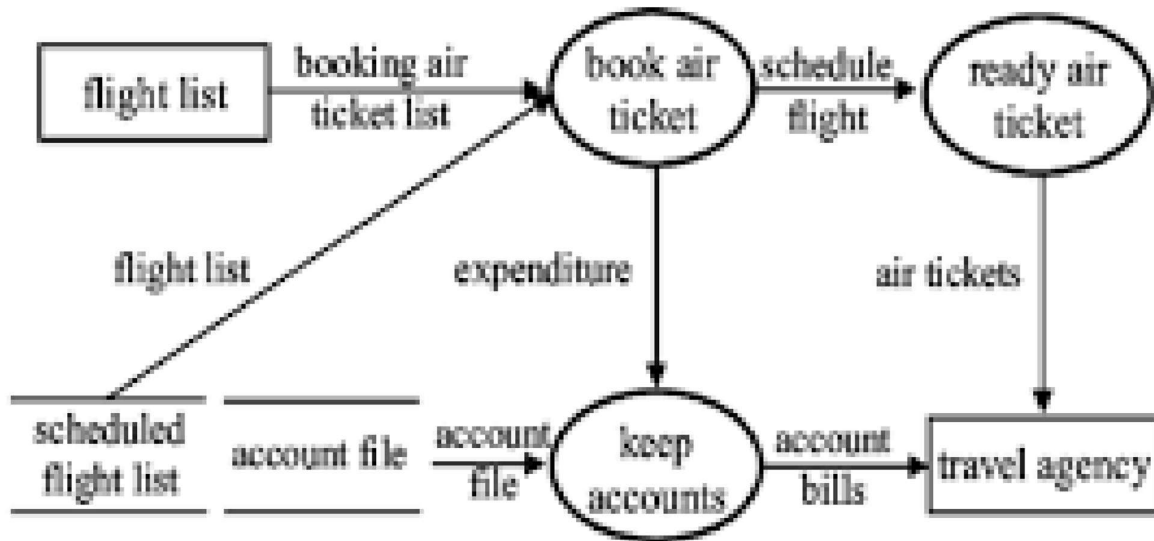 flight list
booking air
ticket list
book air
ticket
schedule
flight
ready air
ticket
flight list
expenditure
air tickets
scheduled
flight list
account file
account
file
keep
accounts
account
bills
travel agency